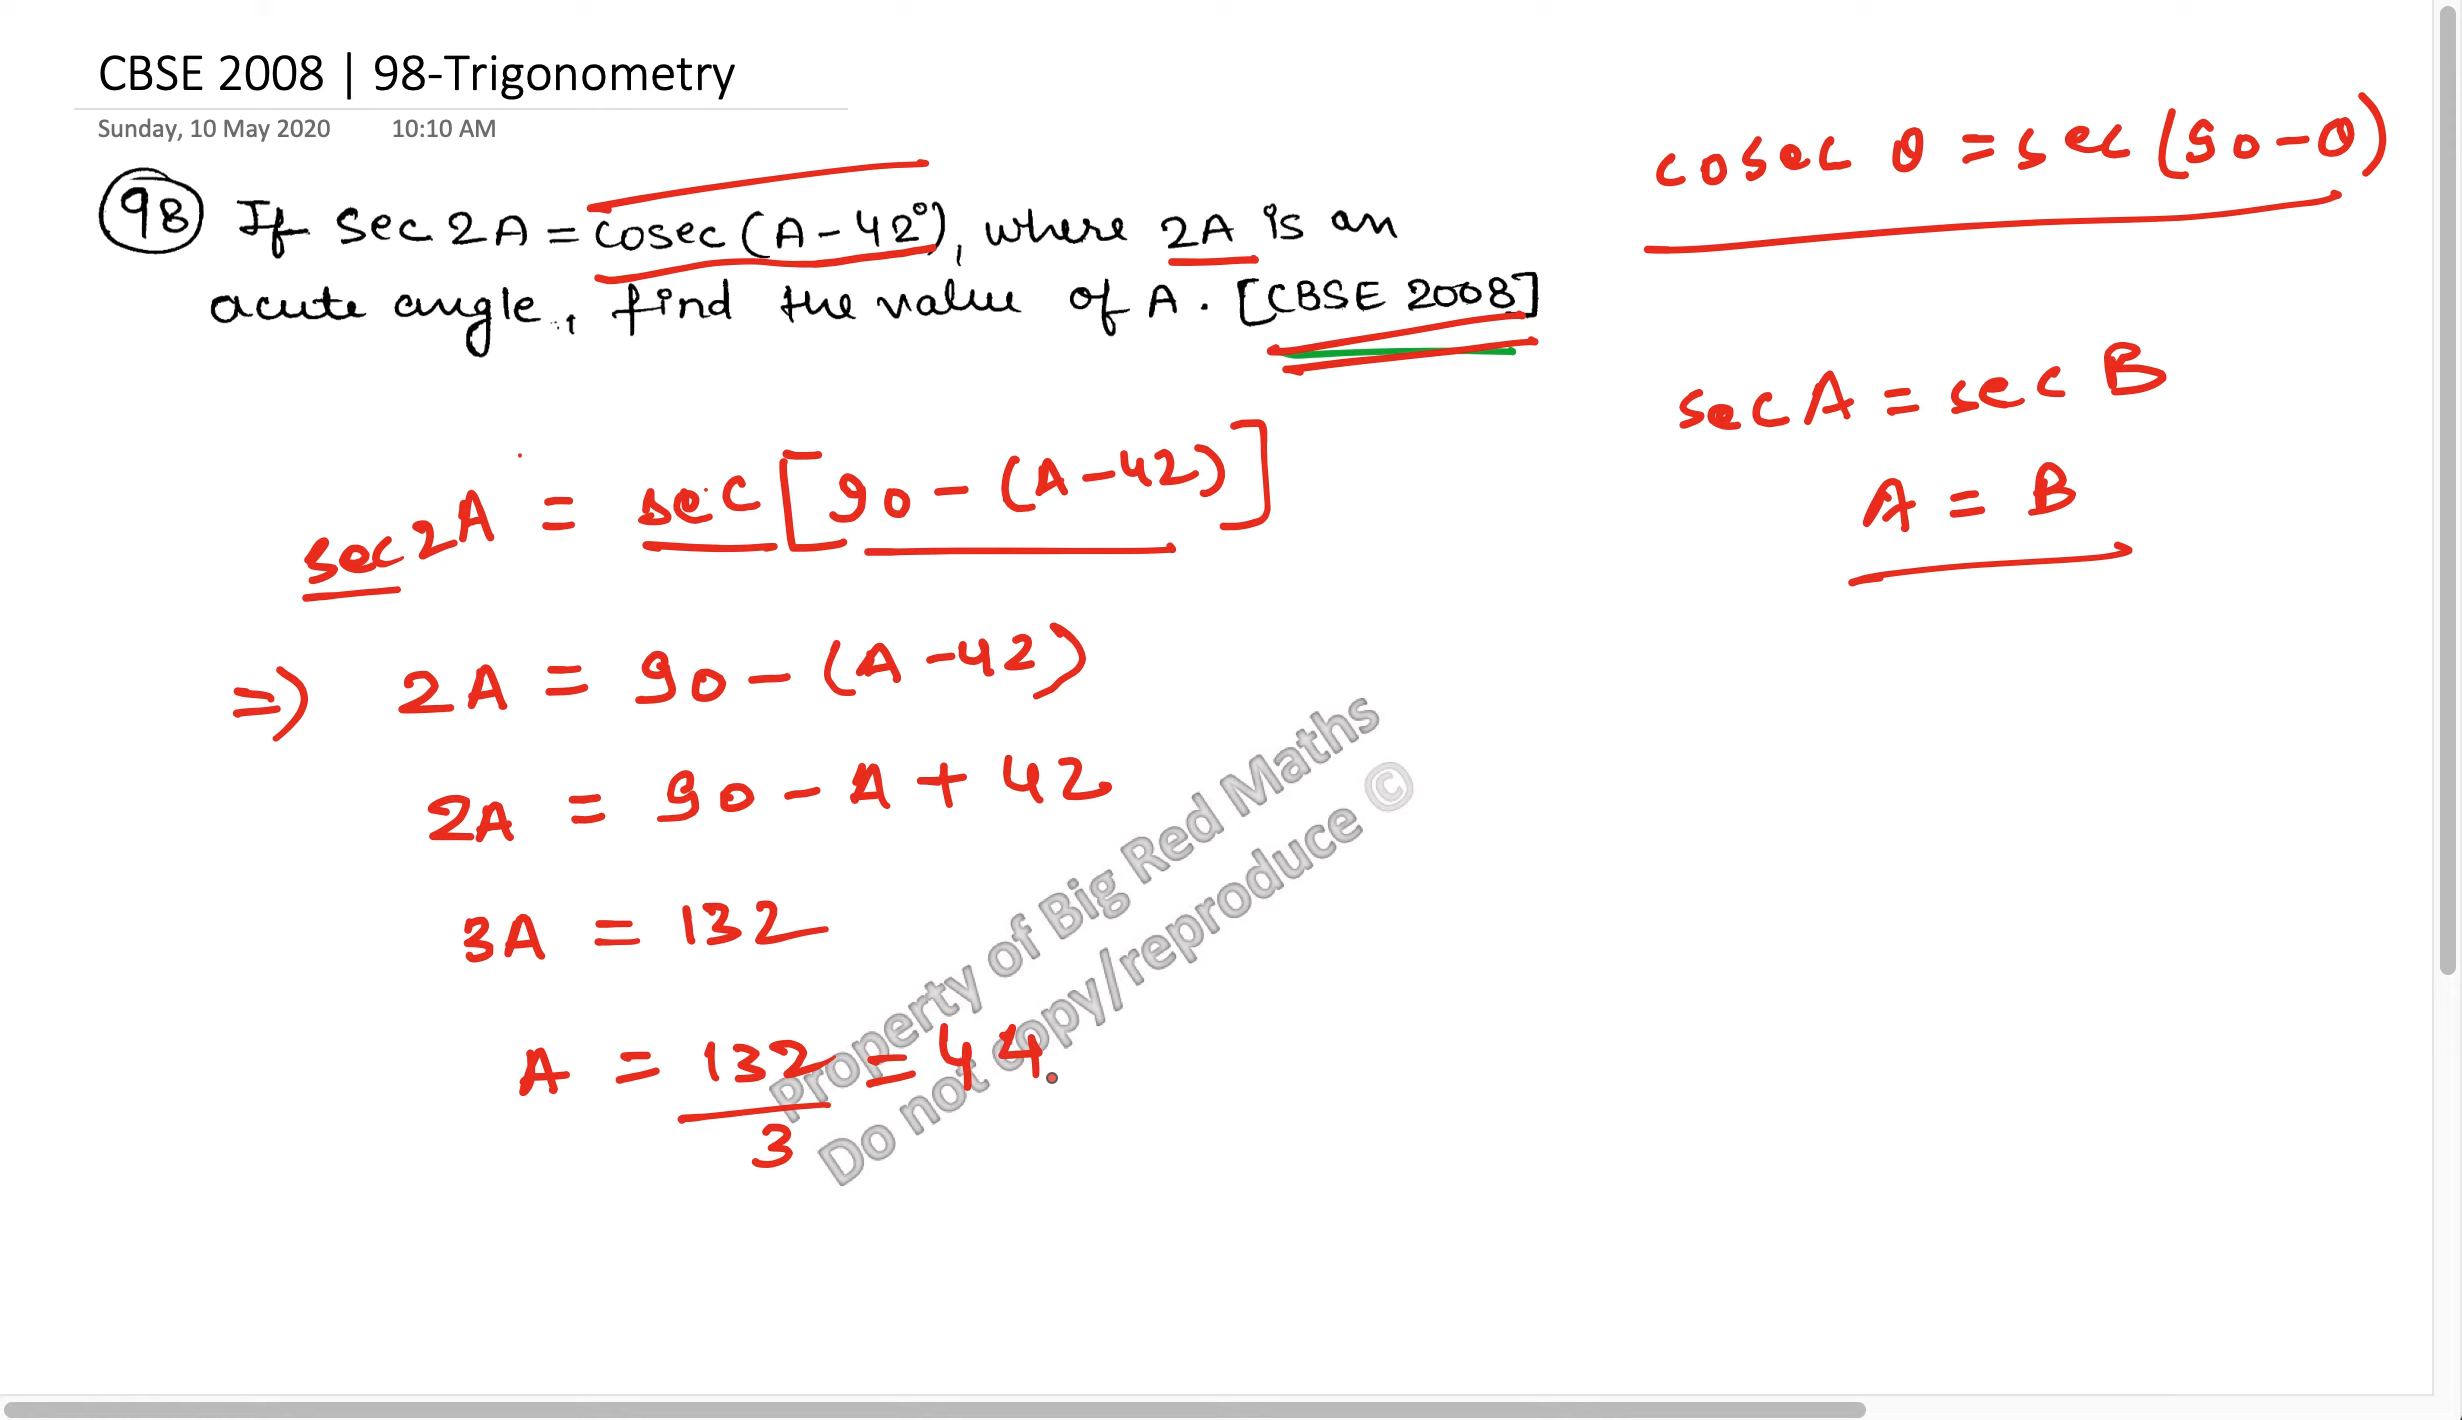 CBSE 2008 | 98-Trigonometry
Sunday, 10 May 2020 10:10 AM
98 If sec 2A = cosec (A - 42°), where 2A is an
acute angle, find the value of A. [CBSE 2008]
cosec θ = sec (90-θ)
sec A = sec B
A = B
sec 2A = sec [90 - (A-42)]
=) 2A = 90 - (A-42)
2A = 90 - A + 42
3A = 132
A = 132/3 = 44.
Property of Big Red Maths
Do not copy/reproduce ©